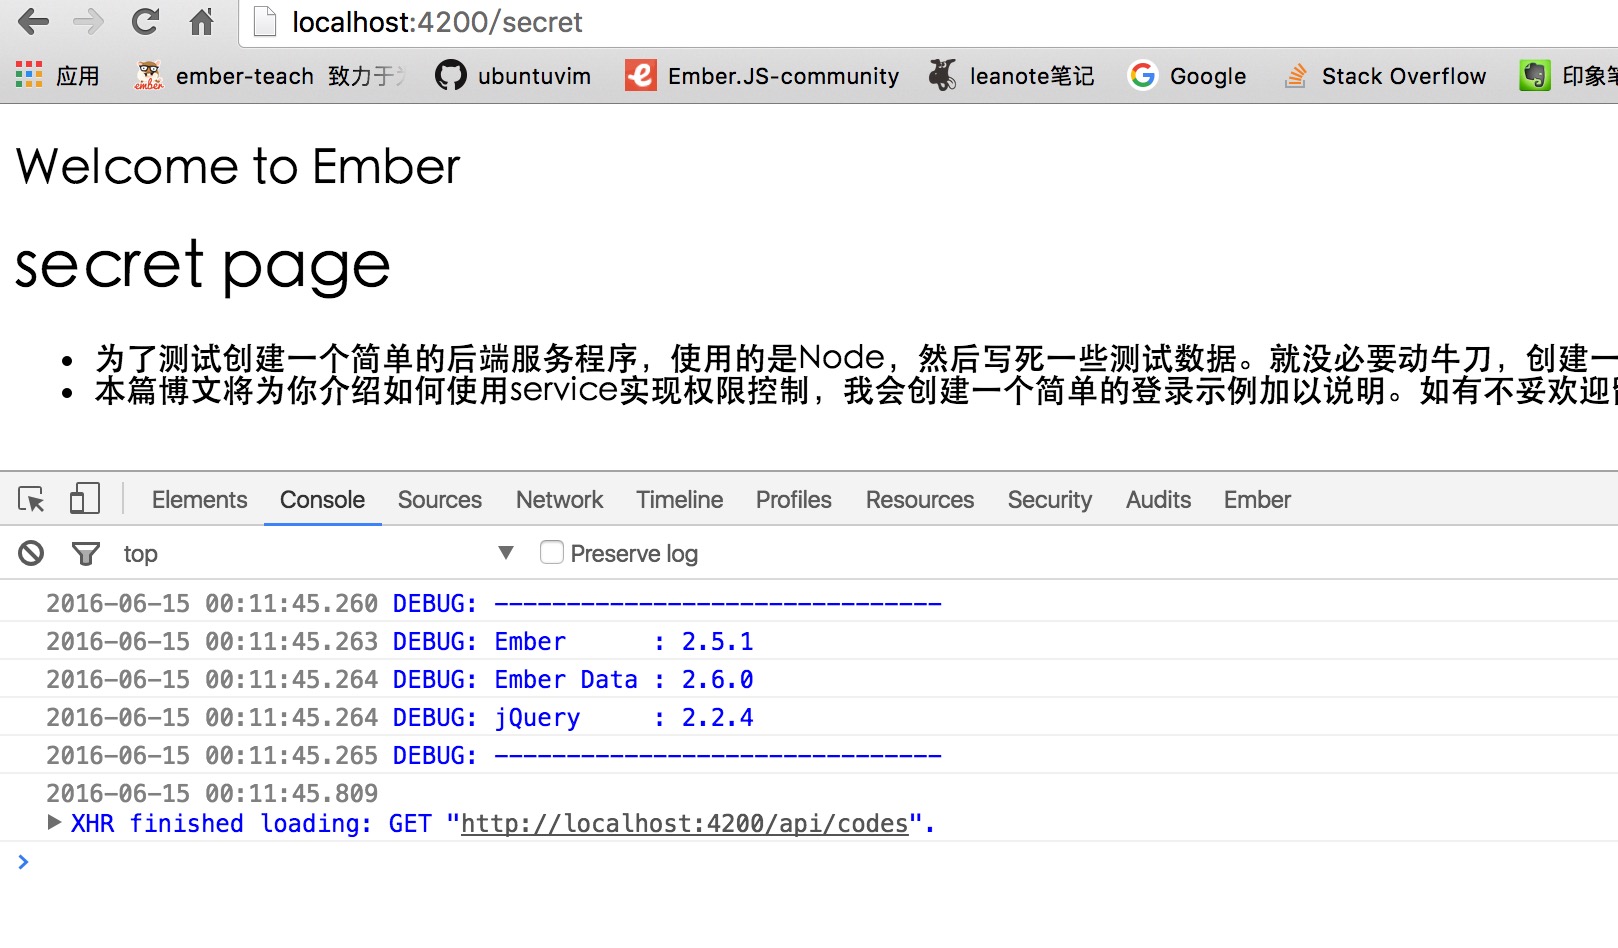 localhost:4200/secret
应用 ember-teach 致力于 ubuntuvim Ember.JS-community leanote笔记 Google Stack Overflow 印象
Welcome to Ember
secret page
为了测试创建一个简单的后端服务程序，使用的是Node，然后写死一些测试数据。就没必要动牛刀，创建一
本篇博文将为你介绍如何使用service实现权限控制，我会创建一个简单的登录示例加以说明。如有不妥欢迎
Elements Console Sources Network Timeline Profiles Resources Security Audits Ember
top ▼ Preserve log
2016-06-15 00:11:45.260 DEBUG: -------------------------------
2016-06-15 00:11:45.263 DEBUG: Ember      : 2.5.1
2016-06-15 00:11:45.264 DEBUG: Ember Data : 2.6.0
2016-06-15 00:11:45.264 DEBUG: jQuery     : 2.2.4
2016-06-15 00:11:45.265 DEBUG: -------------------------------
2016-06-15 00:11:45.809
XHR finished loading: GET "http://localhost:4200/api/codes".